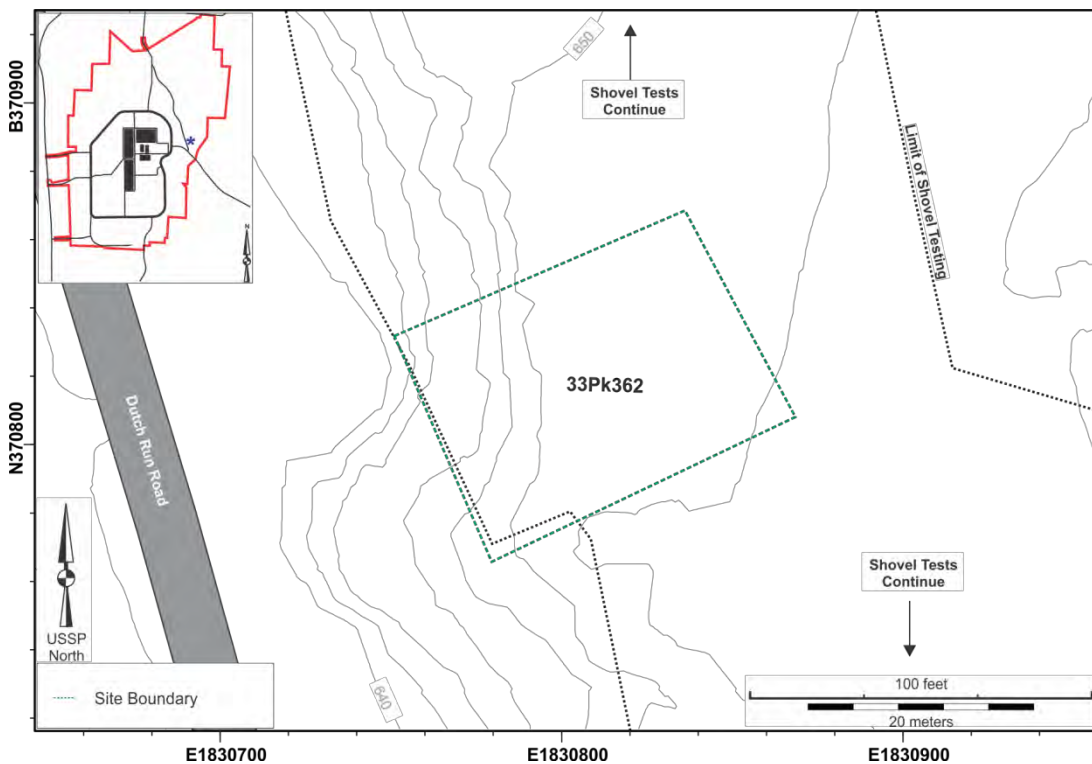 B370900
N370800
N
650
Shovel Tests
Continue
Limit of Shovel Testing
33Pk362
Dutch Run Road
USSP
North
Site Boundary
640
Shovel Tests
Continue
100 feet
20 meters
E1830700
E1830800
E1830900